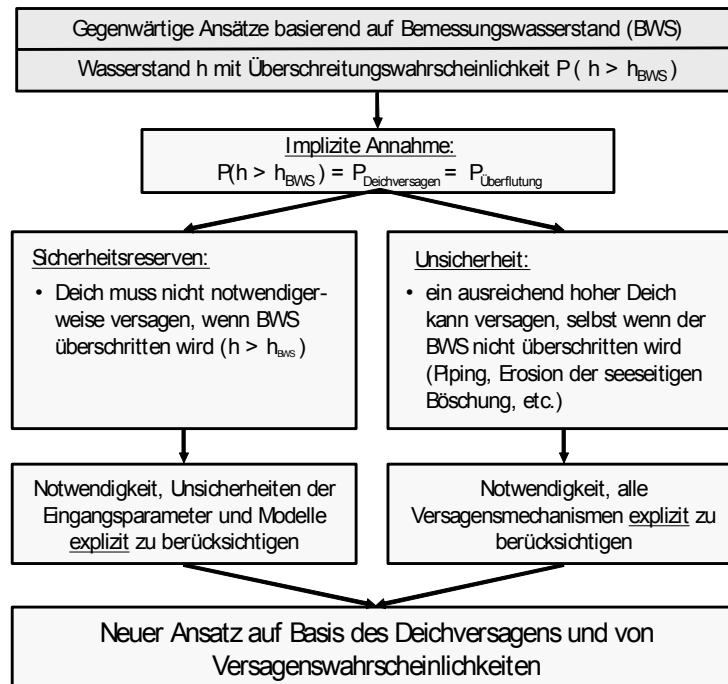 Gegenwärtige Ansätze basierend auf Bemessungswasserstand (BWS)
Wasserstand h mit Überschreitungswahrscheinlichkeit P ( h > hBWS)
Implizite Annahme:
P(h > hBWS) = PDeichversagen = PÜberflutung
Sicherheitsreserven:
• Deich muss nicht notwendiger-
weise versagen, wenn BWS
überschritten wird (h > hBWS)
Unsicherheit:
• ein ausreichend hoher Deich
kann versagen, selbst wenn der
BWS nicht überschritten wird
(Piping, Erosion der seeseitigen
Böschung, etc.)
Notwendigkeit, Unsicherheiten der
Eingangsparameter und Modelle
explizit zu berücksichtigen
Notwendigkeit, alle
Versagensmechanismen explizit zu
berücksichtigen
Neuer Ansatz auf Basis des Deichversagens und von
Versagenswahrscheinlichkeiten